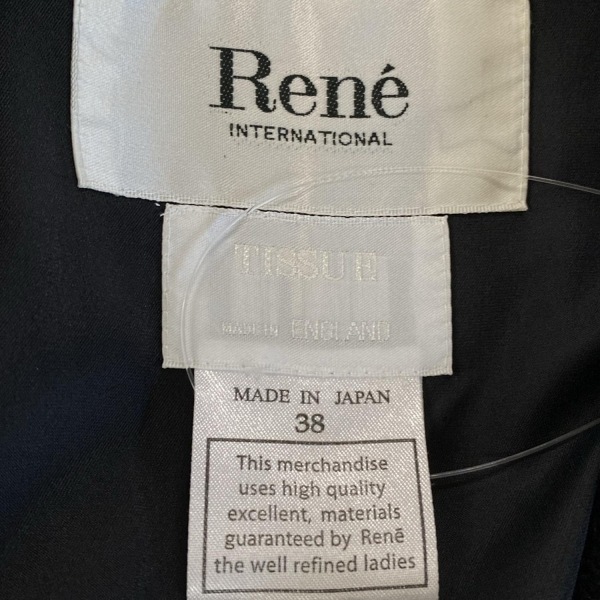 René
INTERNATIONAL
TISSUE
MADE IN ENGLAND
MADE IN JAPAN
38
This merchandise
uses high quality
excellent, materials
guaranteed by Renē
the well refined ladies